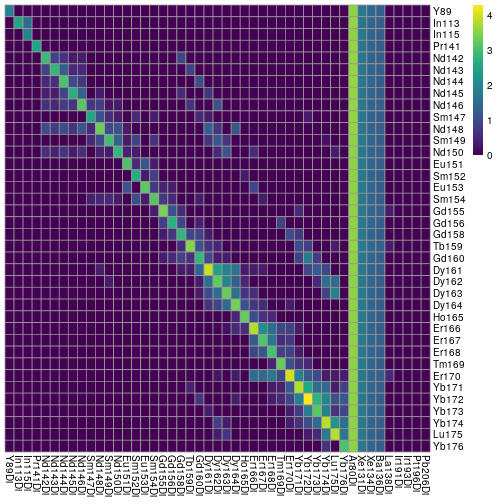 Y89
In113
In115
Pr141
Nd142
Nd143
Nd144
Nd145
Nd146
Sm147
Nd148
Sm149
Nd150
Eu151
Sm152
Eu153
Sm154
Gd155
Gd156
Gd158
Tb159
Gd160
Dy161
Dy162
Dy163
Dy164
Ho165
Er166
Er167
Er168
Tm169
Er170
Yb171
Yb172
Yb173
Yb174
Lu175
Yb176
4
3
2
1
0
Y89Di
In113Di
In115Di
Pr141Di
Nd142Di
Nd143Di
Nd144Di
Nd145Di
Nd146Di
Sm147Di
Nd148Di
Sm149Di
Nd150Di
Eu151Di
Sm152Di
Eu153Di
Sm154Di
Gd155Di
Gd156Di
Gd158Di
Tb159Di
Gd160Di
Dy161Di
Dy162Di
Dy163Di
Dy164Di
Ho165Di
Er166Di
Er167Di
Er168Di
Tm169Di
Er170Di
Yb171Di
Yb172Di
Yb173Di
Yb174Di
Lu175Di
Yb176Di
Ar80Di
Xe131Di
Xe134Di
Ba136Di
La138Di
Ir191Di
Ir193Di
Pt196Di
Pb206Di